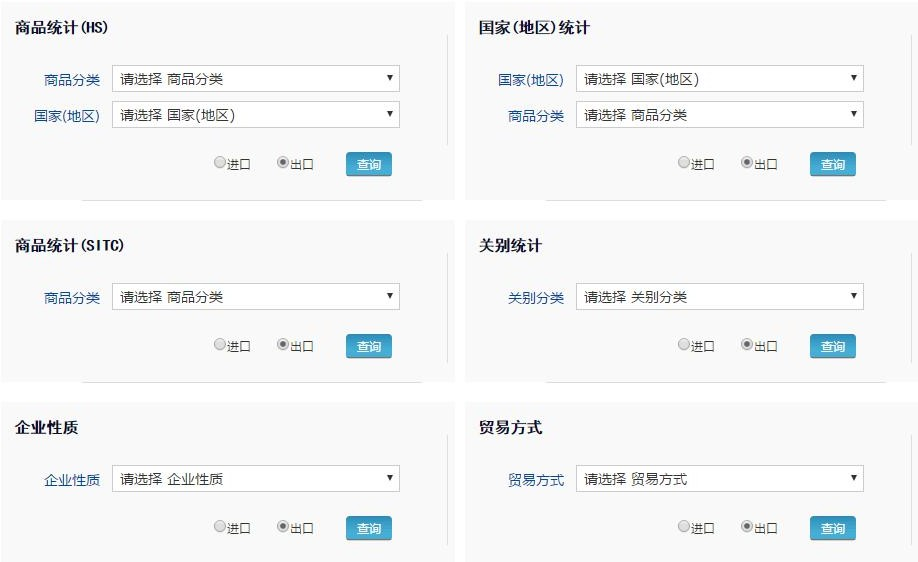 商品统计(HS)
商品分类 请选择 商品分类
国家(地区) 请选择 国家(地区)
进口 出口 查询
国家(地区)统计
国家(地区) 请选择 国家(地区)
商品分类 请选择 商品分类
进口 出口 查询
商品统计(SITC)
商品分类 请选择 商品分类
进口 出口 查询
关别统计
关别分类 请选择 关别分类
进口 出口 查询
企业性质
企业性质 请选择 企业性质
进口 出口 查询
贸易方式
贸易方式 请选择 贸易方式
进口 出口 查询